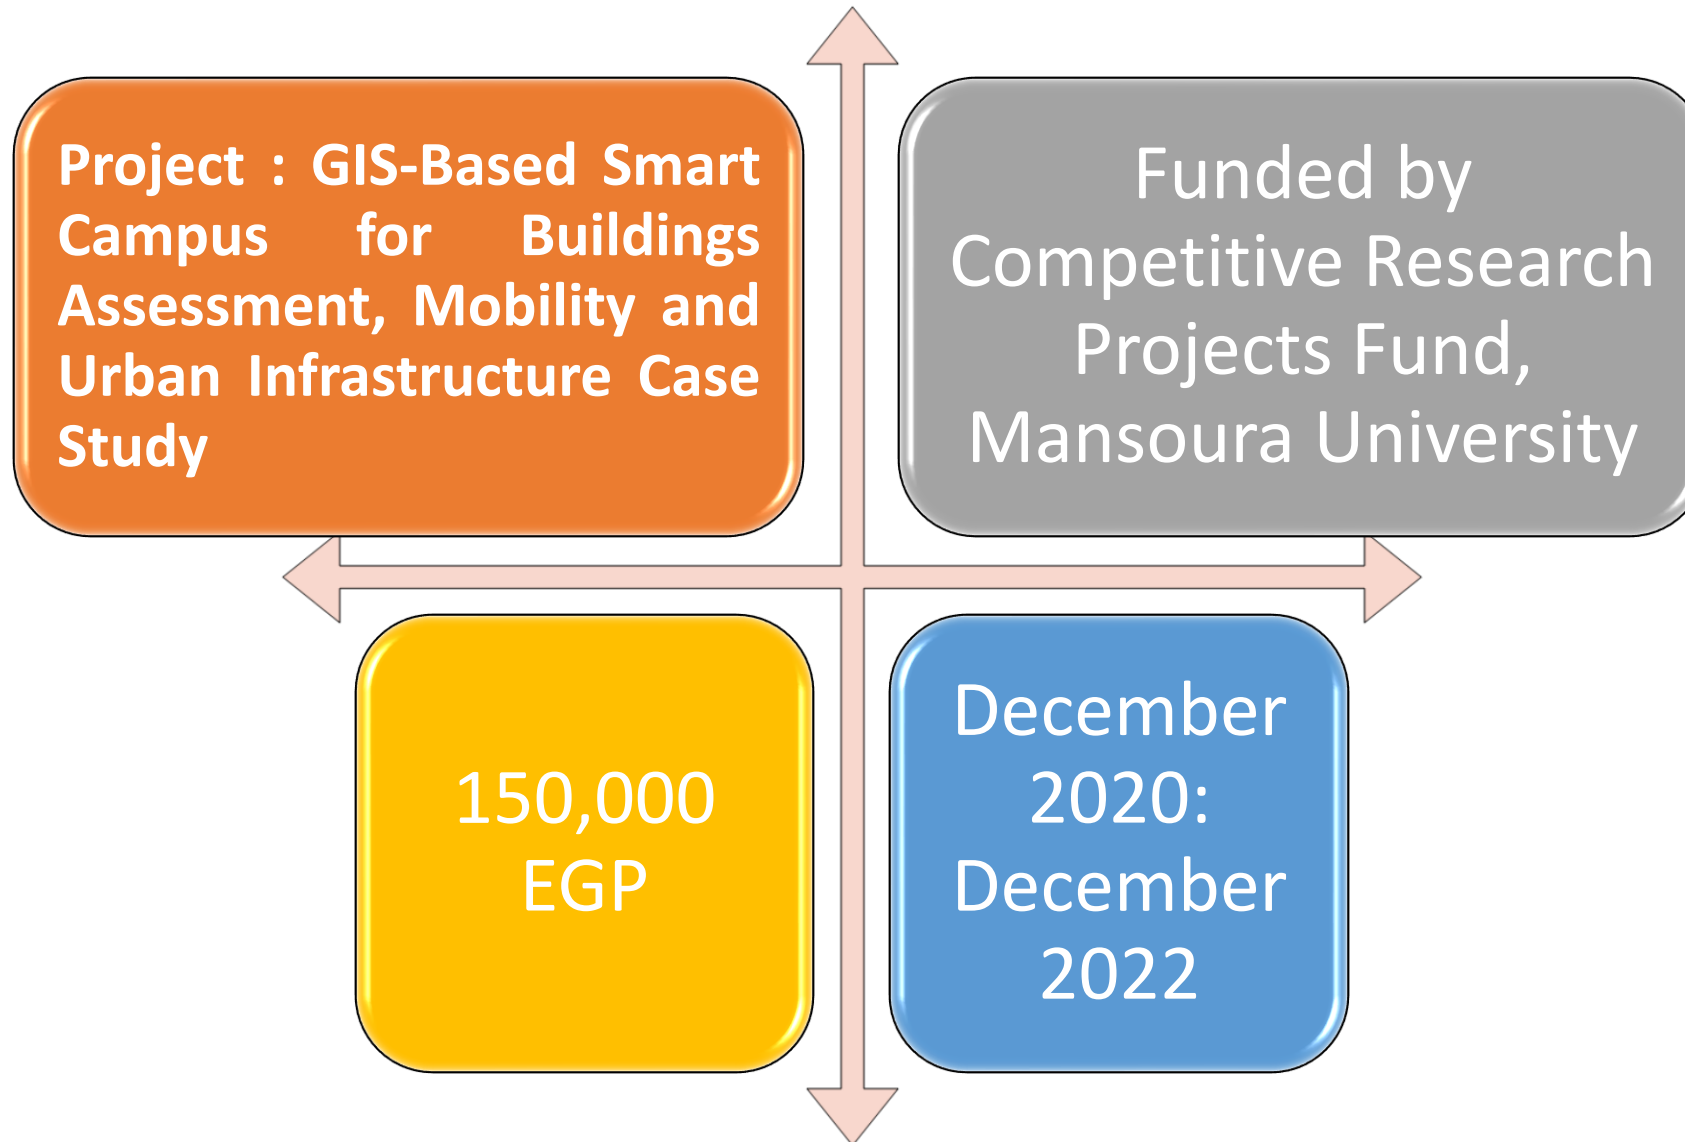 Project : GIS-Based Smart
Campus for Buildings
Assessment, Mobility and
Urban Infrastructure Case
Study
Funded by
Competitive Research
Projects Fund,
Mansoura University
150,000
EGP
December
2020:
December
2022